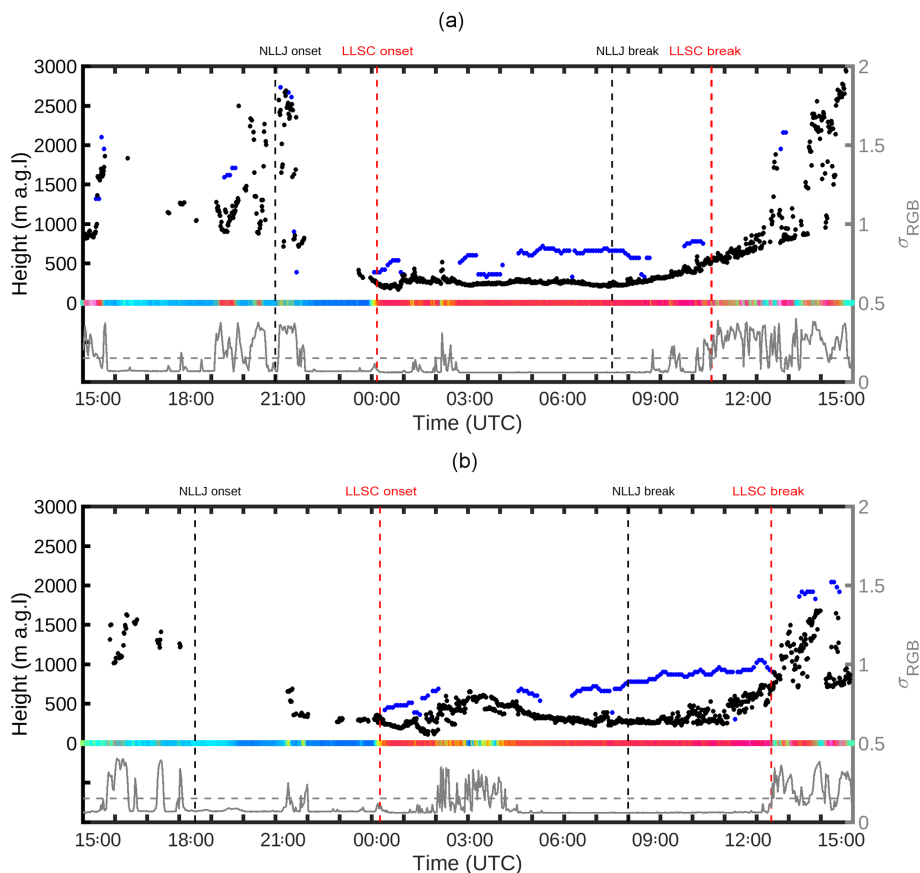 (a)
NLLJ onset LLSC onset NLLJ break LLSC break
3000 2
2500
2000 1.5
1500
1000 1
500
0 0.5
0
Height (m a.g.l)
σRGB
15:00 18:00 21:00 00:00 03:00 06:00 09:00 12:00 15:00
Time (UTC)
(b)
NLLJ onset LLSC onset NLLJ break LLSC break
3000 2
2500
2000 1.5
1500
1000 1
500
0 0.5
0
Height (m a.g.l)
σRGB
15:00 18:00 21:00 00:00 03:00 06:00 09:00 12:00 15:00
Time (UTC)